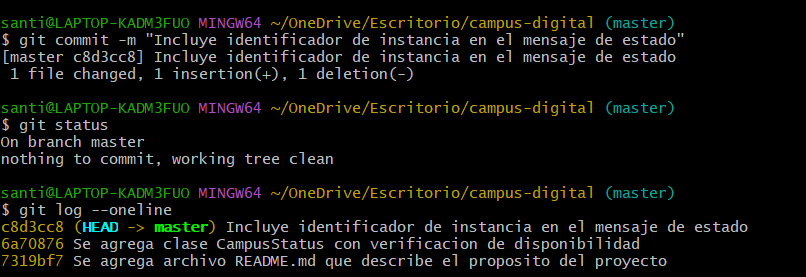 santi@LAPTOP-KADM3FUO MINGW64 ~/OneDrive/Escritorio/campus-digital (master)
$ git commit -m "Incluye identificador de instancia en el mensaje de estado"
[master c8d3cc8] Incluye identificador de instancia en el mensaje de estado
 1 file changed, 1 insertion(+), 1 deletion(-)
santi@LAPTOP-KADM3FUO MINGW64 ~/OneDrive/Escritorio/campus-digital (master)
$ git status
On branch master
nothing to commit, working tree clean
santi@LAPTOP-KADM3FUO MINGW64 ~/OneDrive/Escritorio/campus-digital (master)
$ git log --oneline
c8d3cc8 (HEAD -> master) Incluye identificador de instancia en el mensaje de estado
6a70876 Se agrega clase CampusStatus con verificacion de disponibilidad
7319bf7 Se agrega archivo README.md que describe el proposito del proyecto